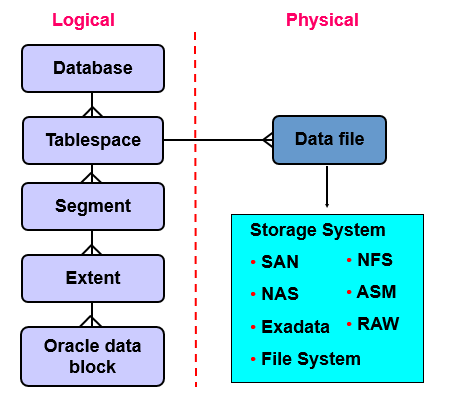 Logical
Physical
Database
Tablespace
Data file
Segment
Extent
Oracle data
block
Storage System
• SAN
• NFS
• NAS
• ASM
• Exadata
• RAW
• File System